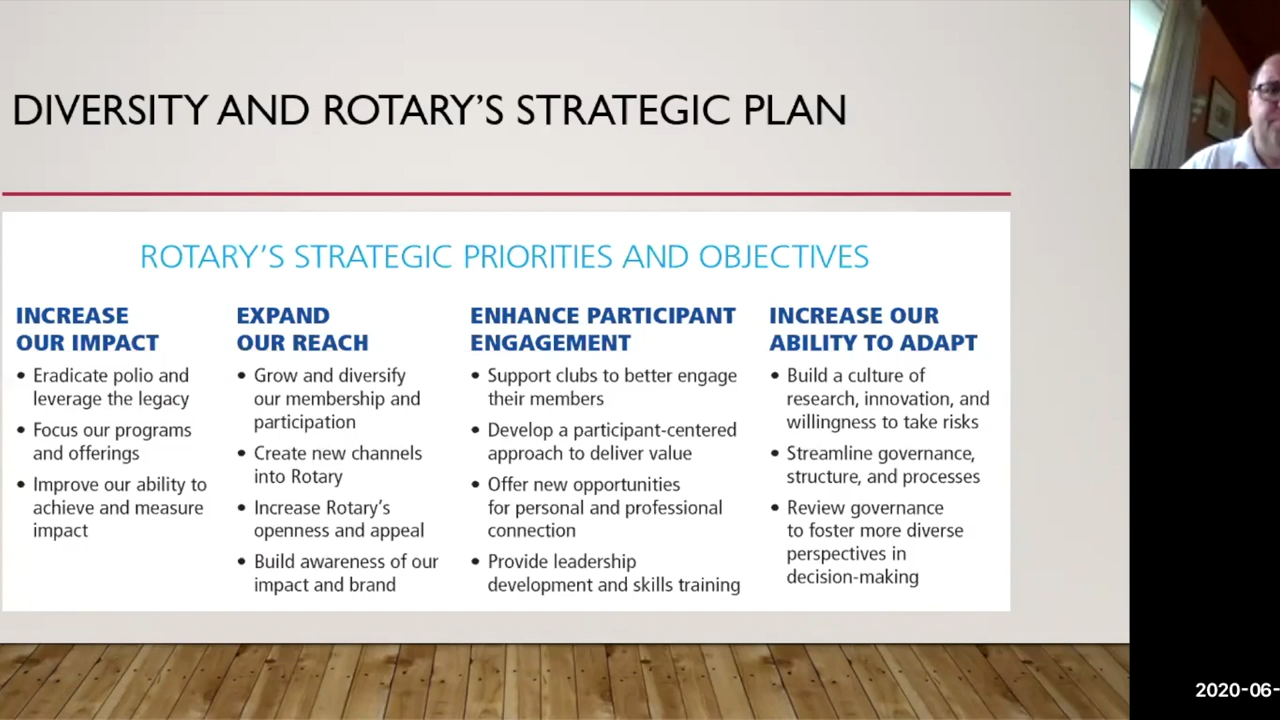 DIVERSITY AND ROTARY'S STRATEGIC PLAN
ROTARY'S STRATEGIC PRIORITIES AND OBJECTIVES
INCREASE
OUR IMPACT
• Eradicate polio and
leverage the legacy
• Focus our programs
and offerings
• Improve our ability to
achieve and measure
impact
EXPAND
OUR REACH
• Grow and diversify
our membership and
participation
• Create new channels
into Rotary
• Increase Rotary's
openness and appeal
• Build awareness of our
impact and brand
ENHANCE PARTICIPANT
ENGAGEMENT
• Support clubs to better engage
their members
• Develop a participant-centered
approach to deliver value
• Offer new opportunities
for personal and professional
connection
• Provide leadership
development and skills training
INCREASE OUR
ABILITY TO ADAPT
• Build a culture of
research, innovation, and
willingness to take risks
• Streamline governance,
structure, and processes
• Review governance
to foster more diverse
perspectives in
decision-making
2020-06-